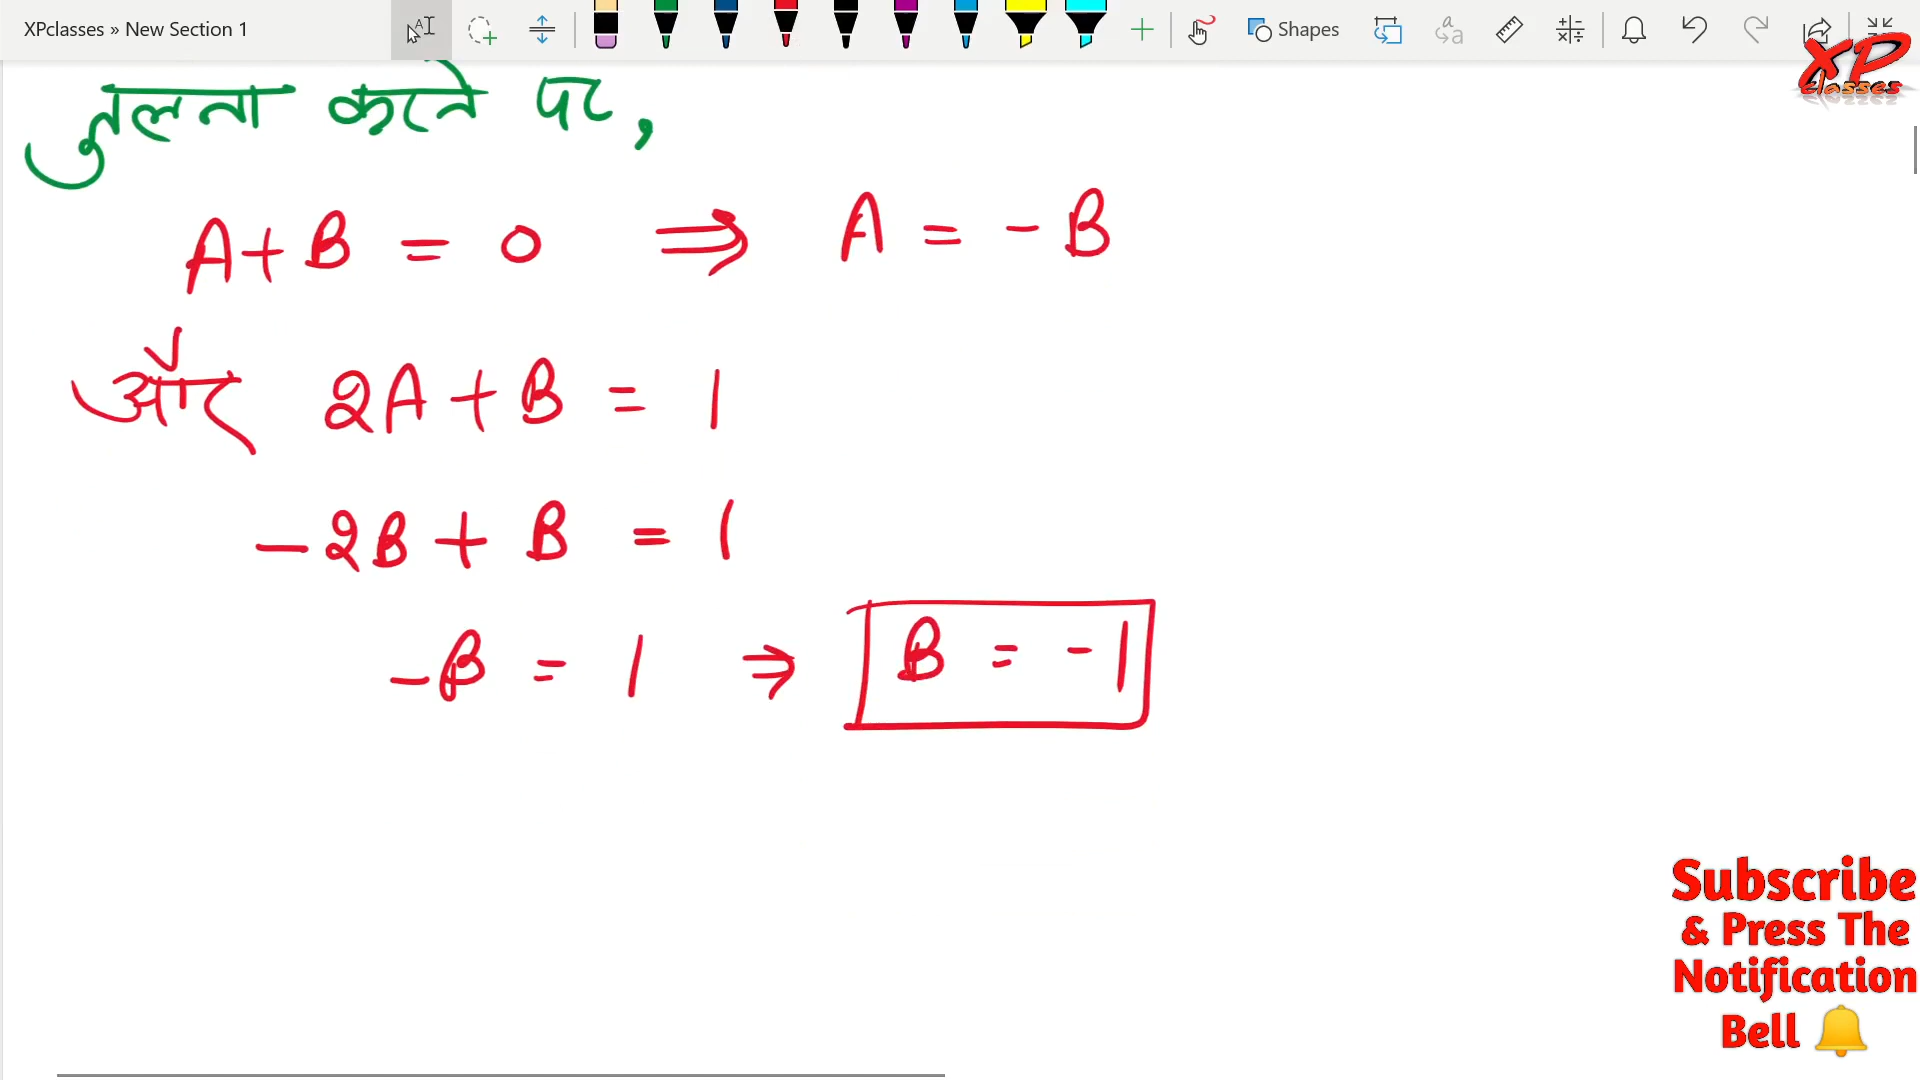 XPclasses » New Section 1
Shapes
XP
classes
तुलना करने पर,
A + B = 0 ⇒ A = - B
और 2A + B = 1
- 2B + B = 1
- B = 1 ⇒ B = - 1
Subscribe
& Press The
Notification
Bell 🔔